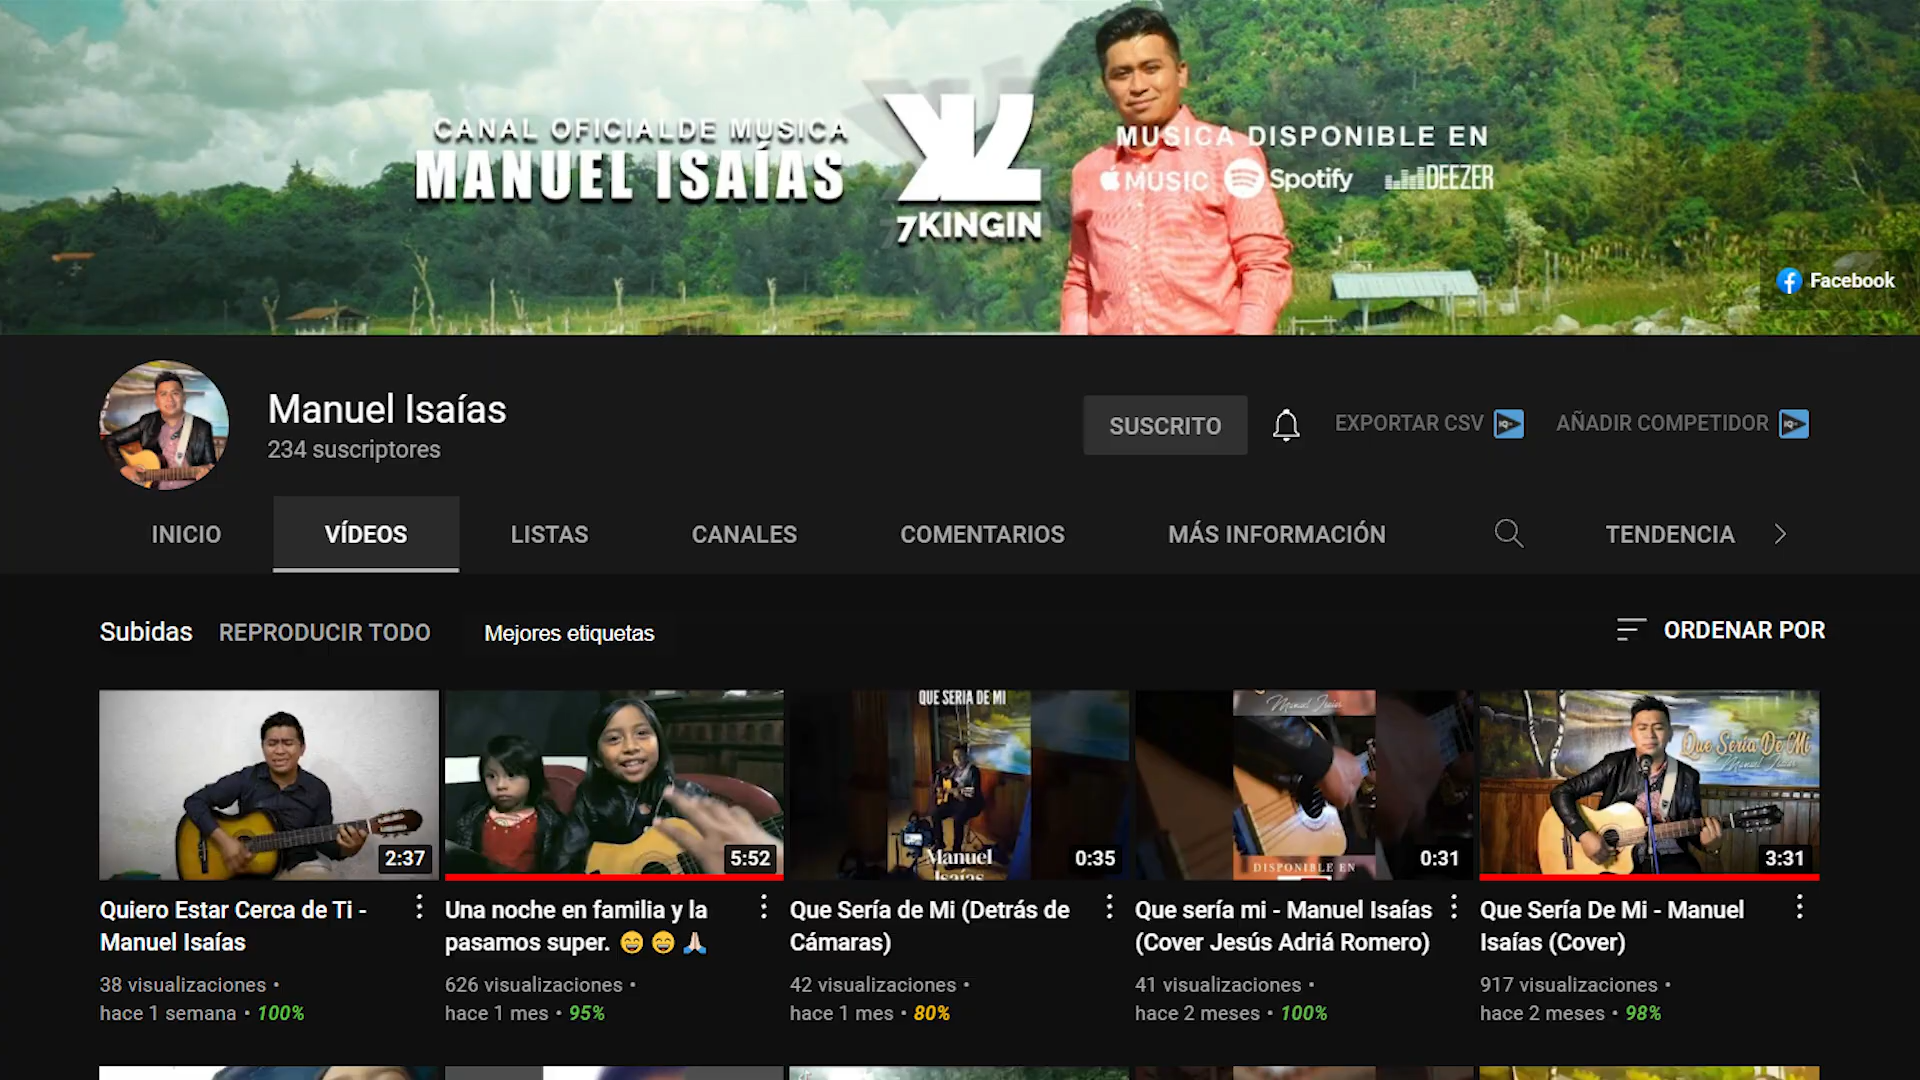 CANAL OFICIALDE MUSICA
MANUEL ISAÍAS
7KINGIN
MUSICA DISPONIBLE EN
MUSIC Spotify DEEZER
Facebook
Manuel Isaías
234 suscriptores
SUSCRITO
EXPORTAR CSV
AÑADIR COMPETIDOR
INICIO VÍDEOS LISTAS CANALES COMENTARIOS MÁS INFORMACIÓN TENDENCIA
Subidas REPRODUCIR TODO Mejores etiquetas ORDENAR POR
2:37
Quiero Estar Cerca de Ti -
Manuel Isaías
38 visualizaciones •
hace 1 semana • 100%
5:52
Una noche en familia y la
pasamos super. 😄 😄 🙏🏻
626 visualizaciones •
hace 1 mes • 95%
QUE SERIA DE MI
Manuel
Isaías
0:35
Que Sería de Mi (Detrás de
Cámaras)
42 visualizaciones •
hace 1 mes • 80%
Manuel Isaías
DISPONIBLE EN
0:31
Que sería mi - Manuel Isaías
(Cover Jesús Adriá Romero)
41 visualizaciones •
hace 2 meses • 100%
Que Seria De Mi
Manuel Isaías
3:31
Que Sería De Mi - Manuel
Isaías (Cover)
917 visualizaciones •
hace 2 meses • 98%